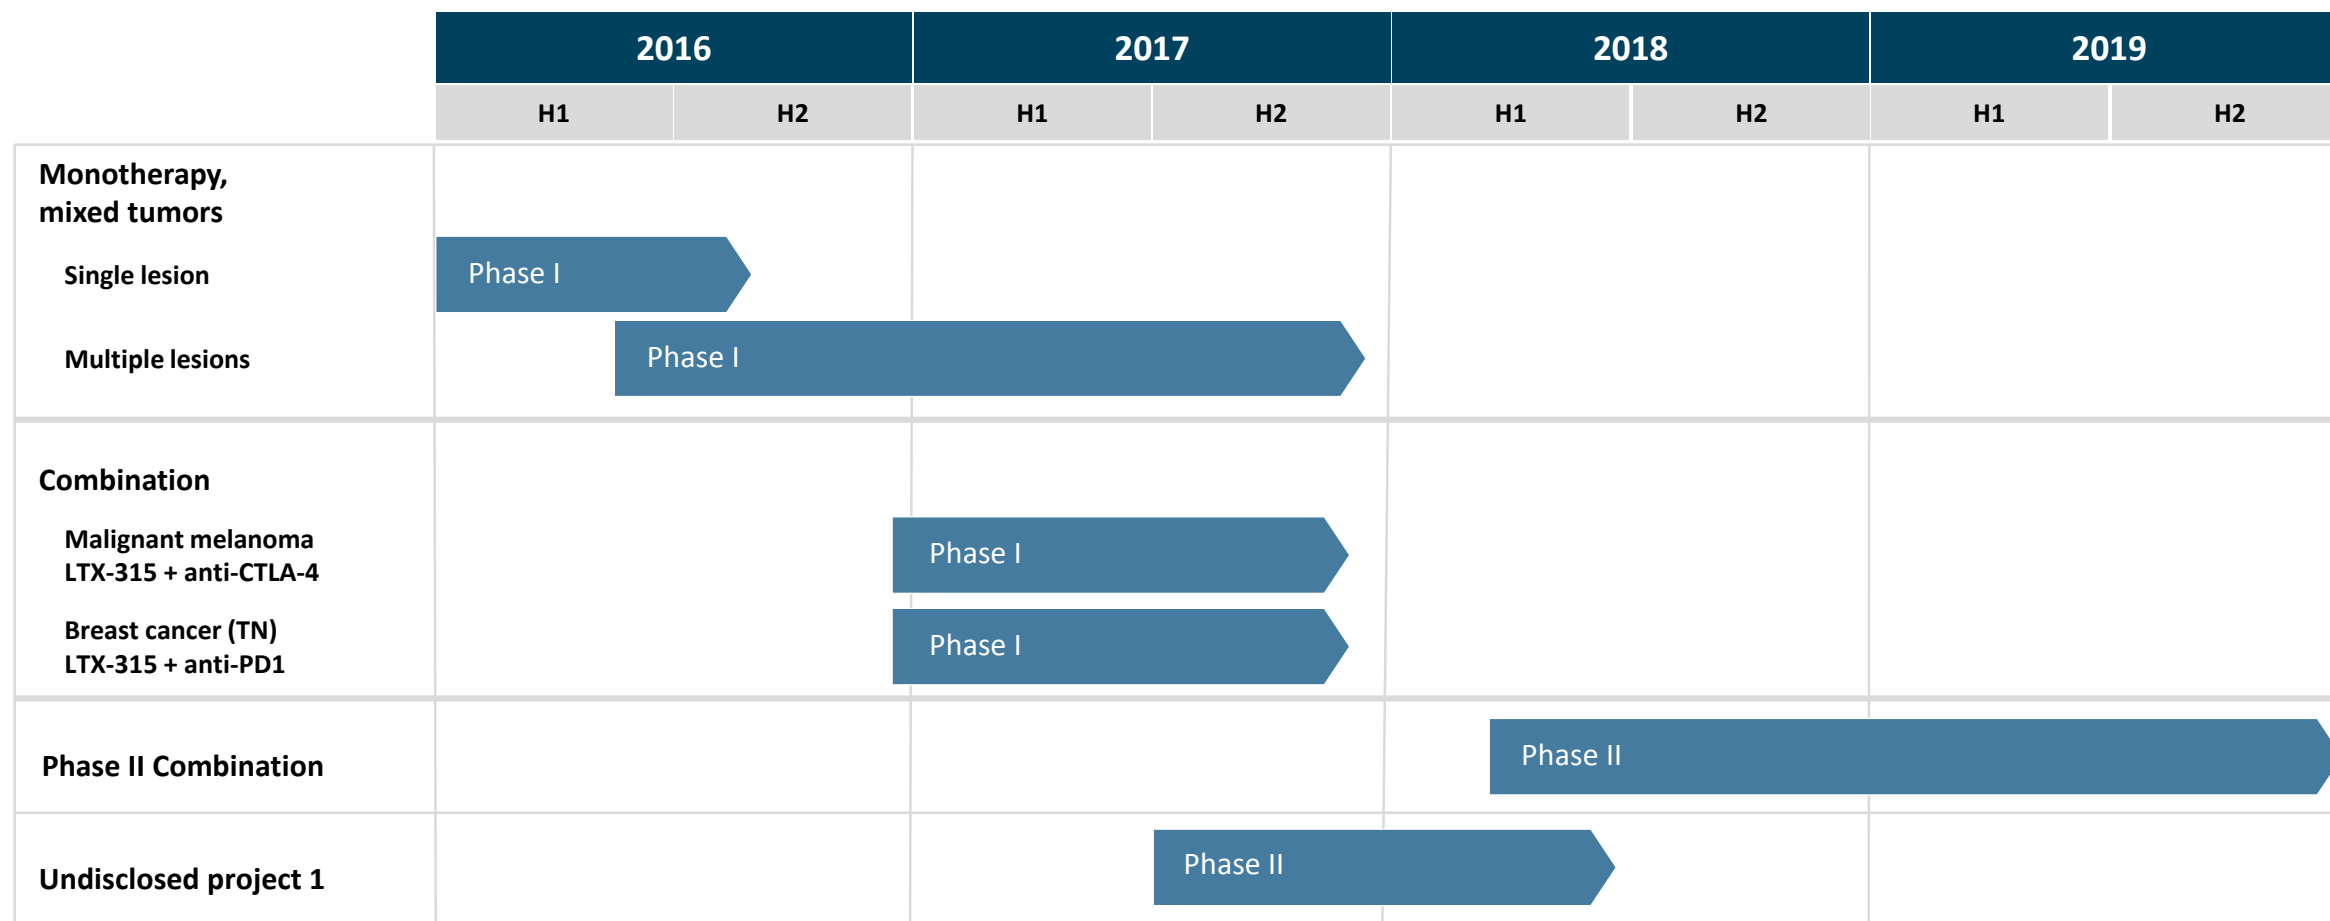 2016 2017 2018 2019
H1 H2 H1 H2 H1 H2 H1 H2
Monotherapy,
mixed tumors
Single lesion Phase I
Multiple lesions Phase I
Combination
Malignant melanoma
LTX-315 + anti-CTLA-4
Phase I
Breast cancer (TN)
LTX-315 + anti-PD1
Phase I
Phase II Combination Phase II
Undisclosed project 1 Phase II